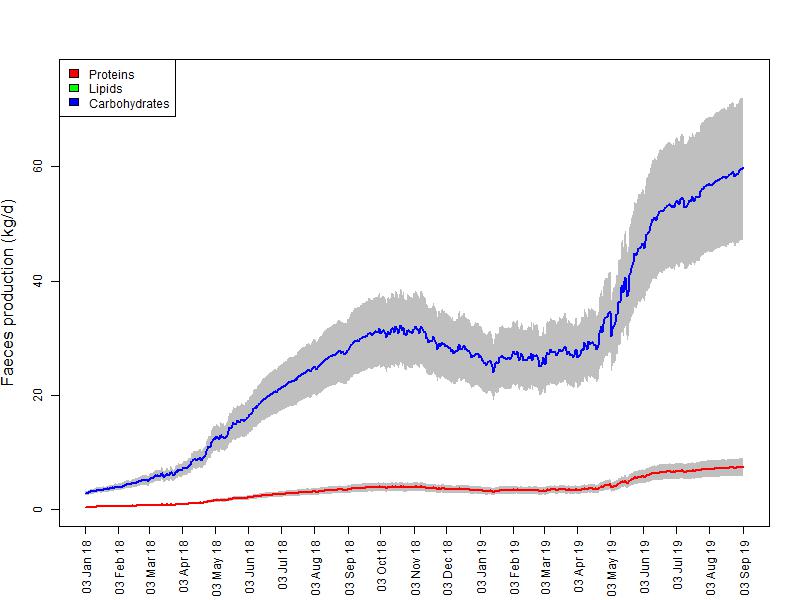 Proteins
Lipids
Carbohydrates
Faeces production (kg/d)
60
40
20
0
03 Jan 18
03 Feb 18
03 Mar 18
03 Apr 18
03 May 18
03 Jun 18
03 Jul 18
03 Aug 18
03 Sep 18
03 Oct 18
03 Nov 18
03 Dec 18
03 Jan 19
03 Feb 19
03 Mar 19
03 Apr 19
03 May 19
03 Jun 19
03 Jul 19
03 Aug 19
03 Sep 19